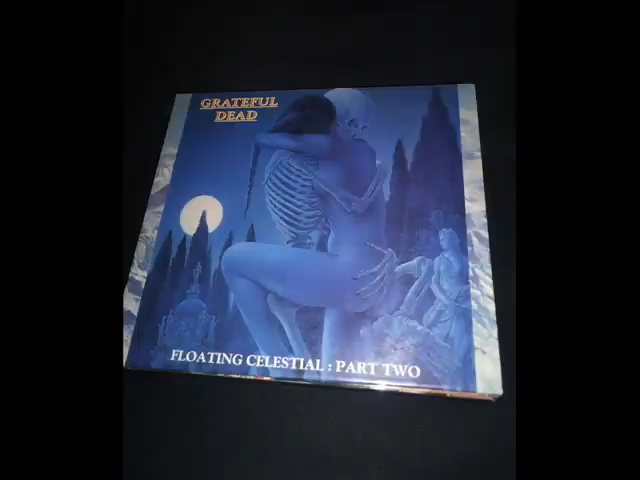 GRATEFUL
DEAD
FLOATING CELESTIAL : PART TWO